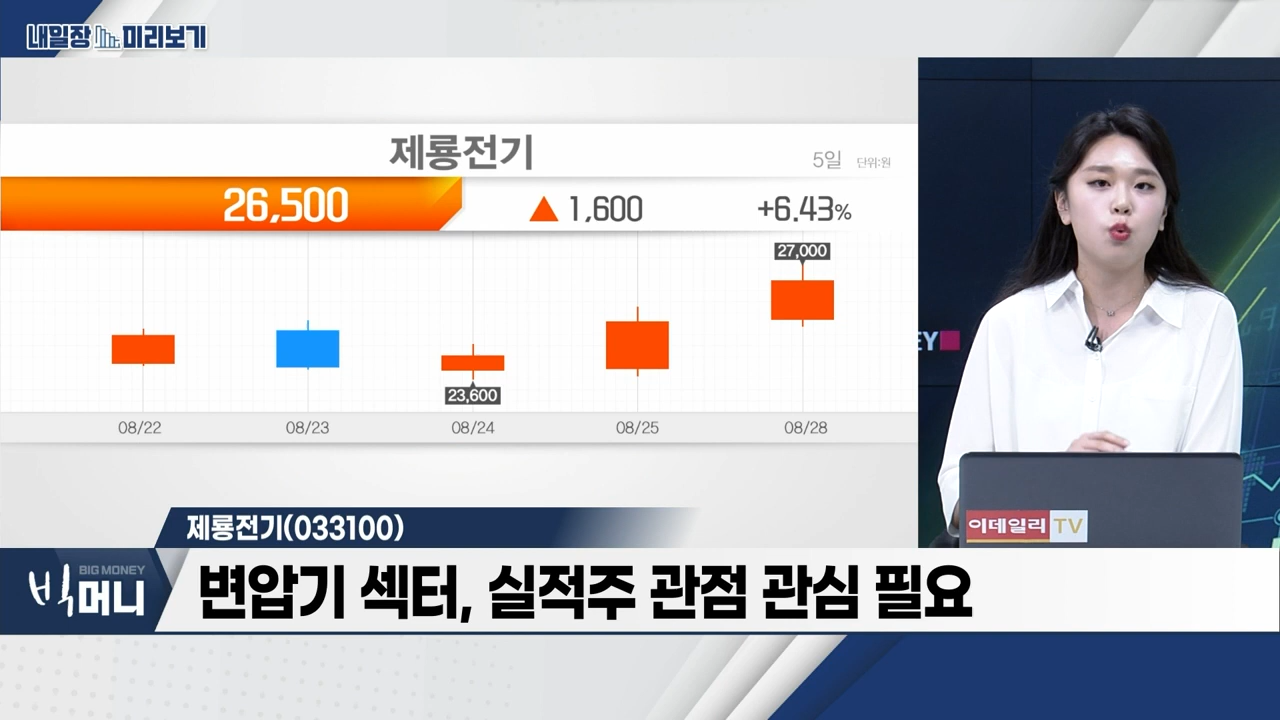 내일장 미리보기
제룡전기
5일 단위:원
26,500 ▲ 1,600 +6.43%
27,000
23,600
08/22 08/23 08/24 08/25 08/28
EY
이데일리 TV
제룡전기(033100)
빅머니 BIG MONEY
변압기 섹터, 실적주 관점 관심 필요